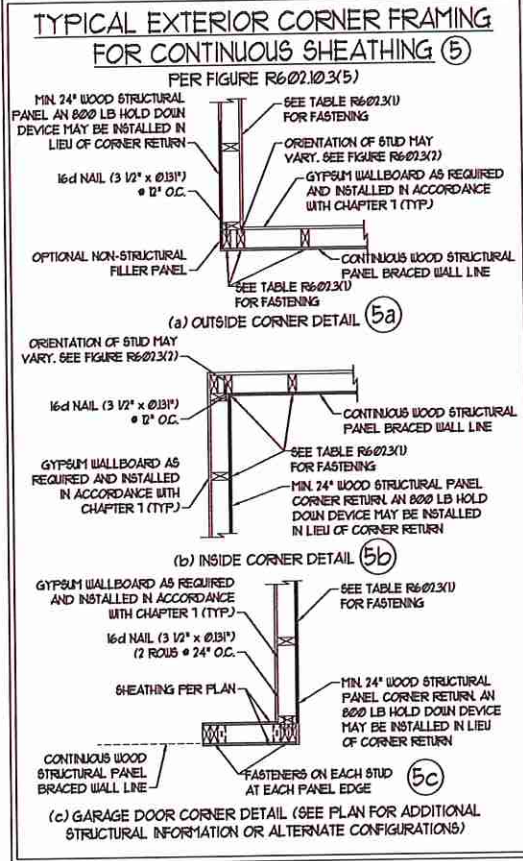 TYPICAL EXTERIOR CORNER FRAMING
FOR CONTINUOUS SHEATHING 5
PER FIGURE R602.10.3(5)
MIN. 24" WOOD STRUCTURAL
PANEL AN 800 LB HOLD DOWN
DEVICE MAY BE INSTALLED IN
LIEU OF CORNER RETURN
16d NAIL (3 1/2" x 0.131")
@ 12" O.C.
OPTIONAL NON-STRUCTURAL
FILLER PANEL
SEE TABLE R602.3(1)
FOR FASTENING
ORIENTATION OF STUD MAY
VARY. SEE FIGURE R602.3(2)
GYPSUM WALLBOARD AS REQUIRED
AND INSTALLED IN ACCORDANCE
WITH CHAPTER 7 (TYP.)
CONTINUOUS WOOD STRUCTURAL
PANEL BRACED WALL LINE
SEE TABLE R602.3(1)
FOR FASTENING
(a) OUTSIDE CORNER DETAIL 5a
ORIENTATION OF STUD MAY
VARY. SEE FIGURE R602.3(2)
16d NAIL (3 1/2" x 0.131")
@ 12" O.C.
GYPSUM WALLBOARD AS
REQUIRED AND INSTALLED
IN ACCORDANCE WITH
CHAPTER 7 (TYP.)
CONTINUOUS WOOD STRUCTURAL
PANEL BRACED WALL LINE
SEE TABLE R602.3(1)
FOR FASTENING
MIN. 24" WOOD STRUCTURAL PANEL
CORNER RETURN. AN 800 LB HOLD
DOWN DEVICE MAY BE INSTALLED
IN LIEU OF CORNER RETURN
(b) INSIDE CORNER DETAIL 5b
GYPSUM WALLBOARD AS REQUIRED
AND INSTALLED IN ACCORDANCE
WITH CHAPTER 7 (TYP.)
16d NAIL (3 1/2" x 0.131")
(2 ROWS @ 24" O.C.
SHEATHING PER PLAN
CONTINUOUS WOOD
STRUCTURAL PANEL
BRACED WALL LINE
SEE TABLE R602.3(1)
FOR FASTENING
MIN. 24" WOOD STRUCTURAL
PANEL CORNER RETURN. AN
800 LB HOLD DOWN DEVICE
MAY BE INSTALLED IN LIEU
OF CORNER RETURN
FASTENERS ON EACH STUD
AT EACH PANEL EDGE
5c
(c) GARAGE DOOR CORNER DETAIL (SEE PLAN FOR ADDITIONAL
STRUCTURAL INFORMATION OR ALTERNATE CONFIGURATIONS)